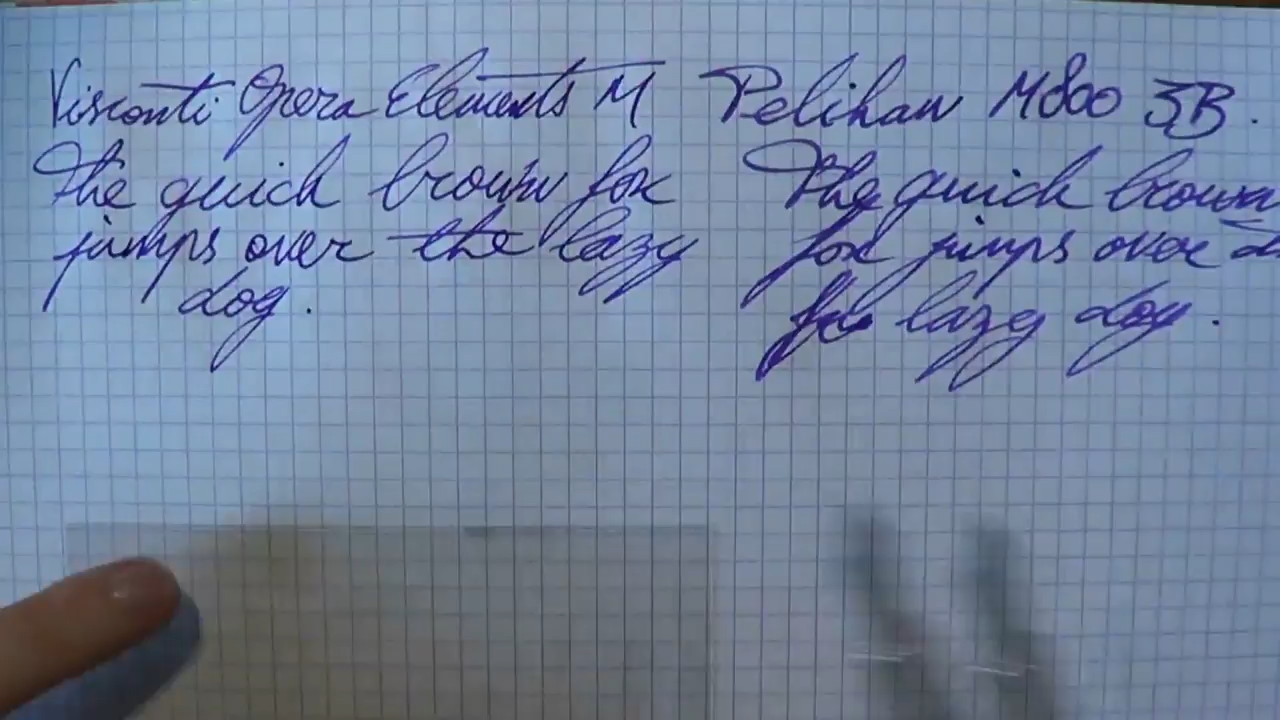 Visconti Opera Elements M
The quick brown fox
jumps over the lazy
dog.
Pelikan M800 3B.
The quick brown
fox jumps over
lazy dog.